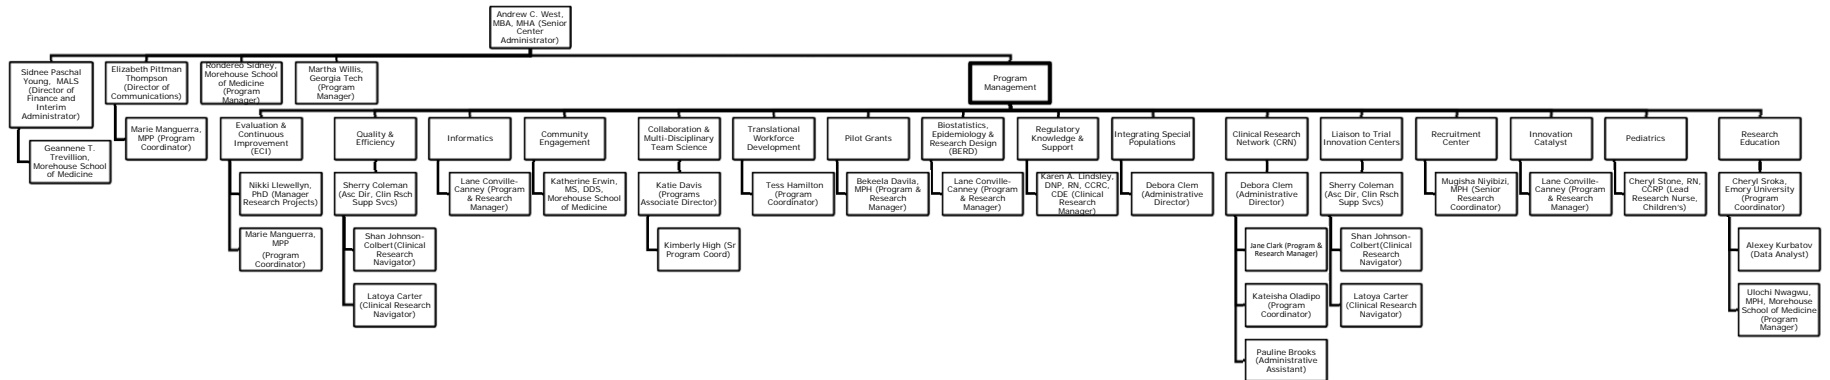 Andrew C. West,
MBA, MHA (Senior
Center
Administrator)
Sidnee Paschal
Young, MALS
(Director of
Finance and
Interim
Administrator)
Elizabeth Pittman
Thompson
(Director of
Communications)
Rondereo Sidney,
Morehouse School
of Medicine
(Program
Manager)
Martha Willis,
Georgia Tech
(Program
Manager)
Program
Management
Geannene T.
Trevillion,
Morehouse School
of Medicine
Marie Manguerra,
MPP (Program
Coordinator)
Evaluation &
Continuous
Improvement
(ECI)
Quality &
Efficiency
Informatics
Community
Engagement
Collaboration &
Multi-Disciplinary
Team Science
Translational
Workforce
Development
Pilot Grants
Biostatistics,
Epidemiology &
Research Design
(BERD)
Regulatory
Knowledge &
Support
Integrating Special
Populations
Clinical Research
Network (CRN)
Liaison to Trial
Innovation Centers
Recruitment
Center
Innovation
Catalyst
Pediatrics
Research
Education
Nikki Llewellyn,
PhD (Manager
Research Projects)
Sherry Coleman
(Asc Dir, Clin Rsch
Supp Svcs)
Lane Conville-
Canney (Program
& Research
Manager)
Katherine Erwin,
MS, DDS,
Morehouse School
of Medicine
Katie Davis
(Programs
Associate Director)
Tess Hamilton
(Program
Coordinator)
Bekeela Davila,
MPH (Program &
Research
Manager)
Lane Conville-
Canney (Program
& Research
Manager)
Karen A. Lindsley,
DNP, RN, CCRC,
CDE (Clinical
Research
Manager)
Debora Clem
(Administrative
Director)
Debora Clem
(Administrative
Director)
Sherry Coleman
(Asc Dir, Clin Rsch
Supp Svcs)
Mugisha Niyibizi,
MPH (Senior
Research
Coordinator)
Lane Conville-
Canney (Program
& Research
Manager)
Cheryl Stone, RN,
CCRP (Lead
Research Nurse,
Children's)
Cheryl Sroka,
Emory University
(Program
Coordinator)
Marie Manguerra,
MPP
(Program
Coordinator)
Shan Johnson-
Colbert(Clinical
Research
Navigator)
Kimberly High (Sr
Program Coord)
Jane Clark (Program &
Research Manager)
Shan Johnson-
Colbert(Clinical
Research
Navigator)
Alexey Kurbatov
(Data Analyst)
Latoya Carter
(Clinical Research
Navigator)
Kateisha Oladipo
(Program
Coordinator)
Latoya Carter
(Clinical Research
Navigator)
Ulochi Nwagwu,
MPH, Morehouse
School of Medicine
(Program
Manager)
Pauline Brooks
(Administrative
Assistant)